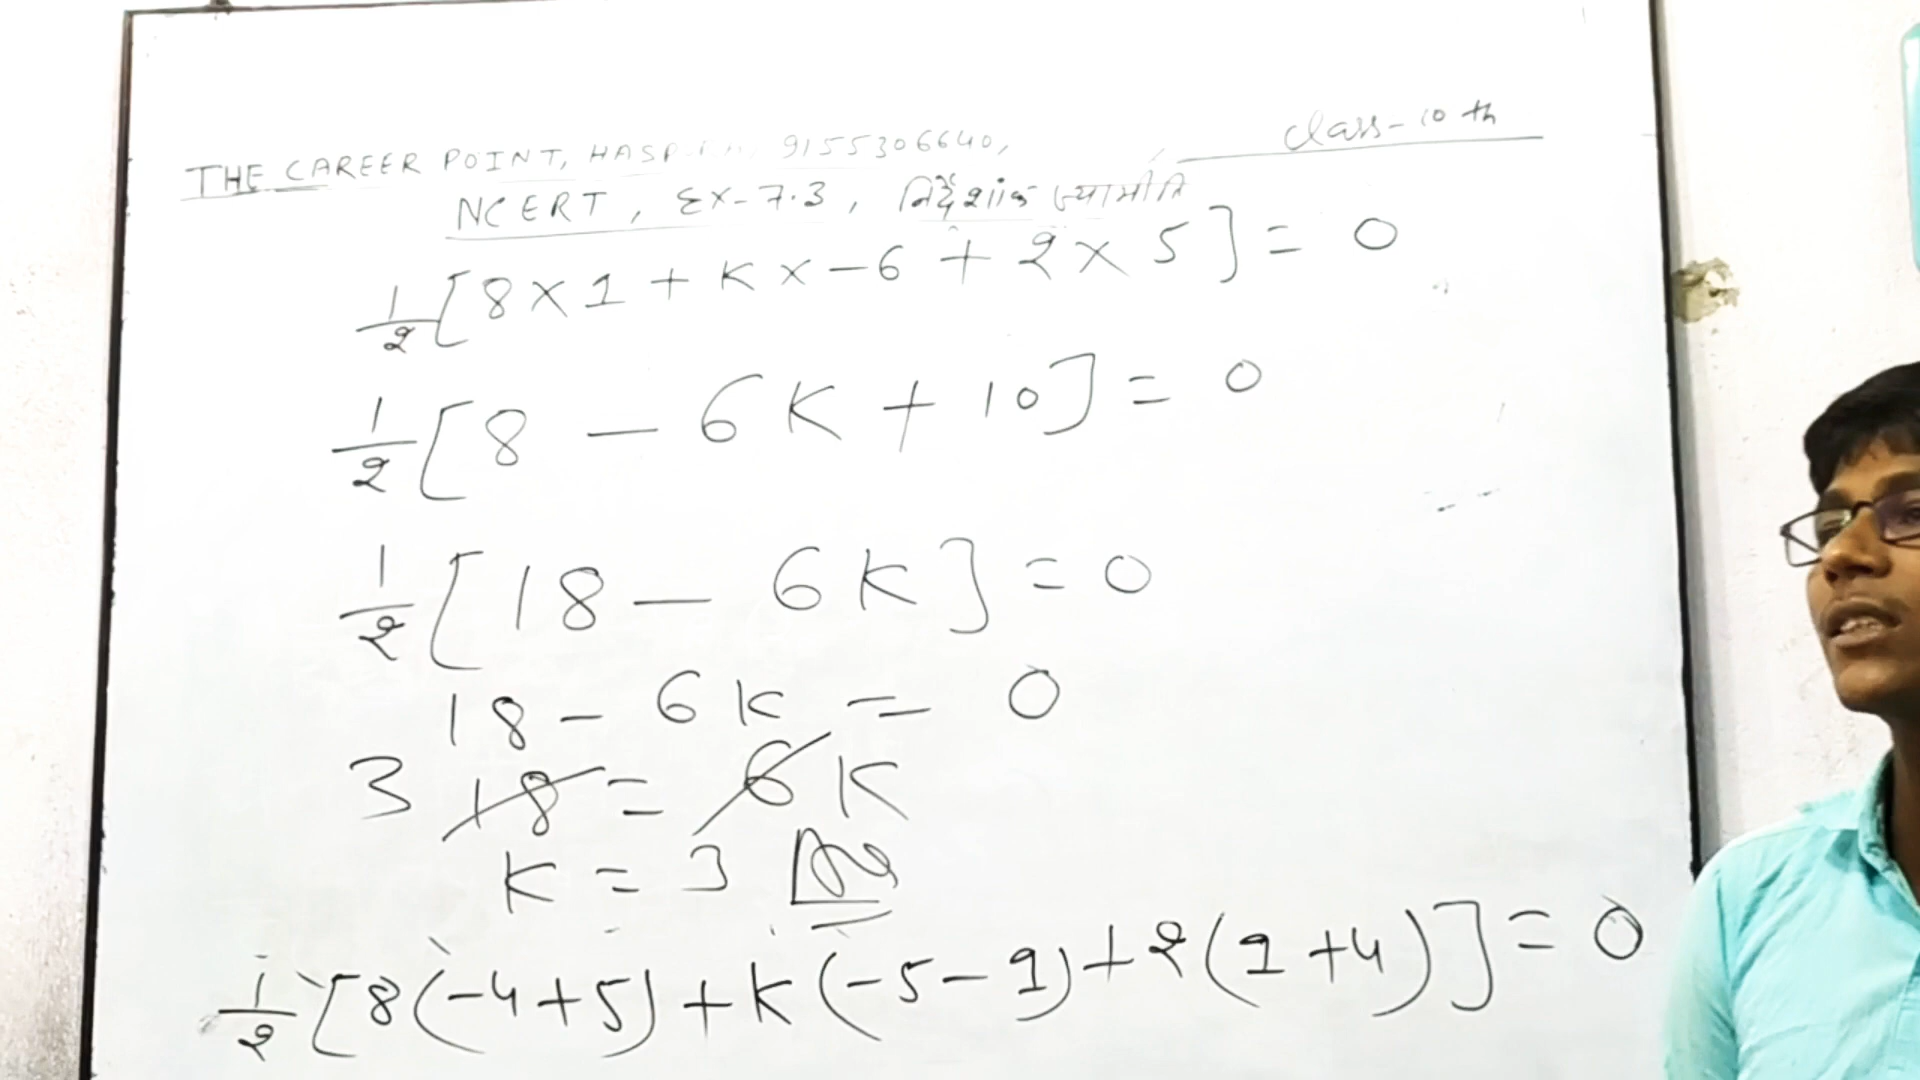 THE CAREER POINT, 9155306640,
class-10 th
NCERT, EX-7.3, निर्देशांक ज्यामीति
1/2[8×1+K×-6+2×5]=0
1/2[8-6K+10]=0
1/2[18-6K]=0
18-6K=0
3 18=6K
K=3 Ans
1/2[8(-4+5)+K(-5-1)+2(1+4)]=0